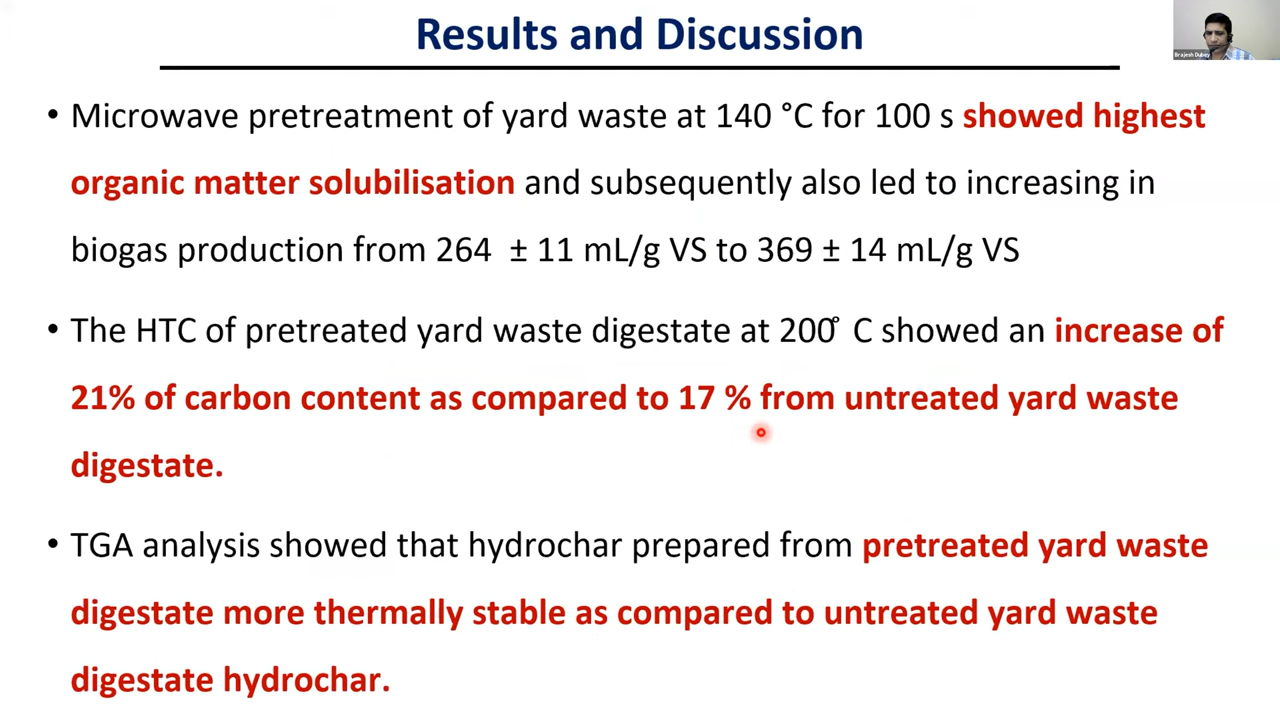 Results and Discussion
Brajesh Dubey
• Microwave pretreatment of yard waste at 140 °C for 100 s showed highest
organic matter solubilisation and subsequently also led to increasing in
biogas production from 264 ± 11 mL/g VS to 369 ± 14 mL/g VS
• The HTC of pretreated yard waste digestate at 200° C showed an increase of
21% of carbon content as compared to 17 % from untreated yard waste
digestate.
• TGA analysis showed that hydrochar prepared from pretreated yard waste
digestate more thermally stable as compared to untreated yard waste
digestate hydrochar.